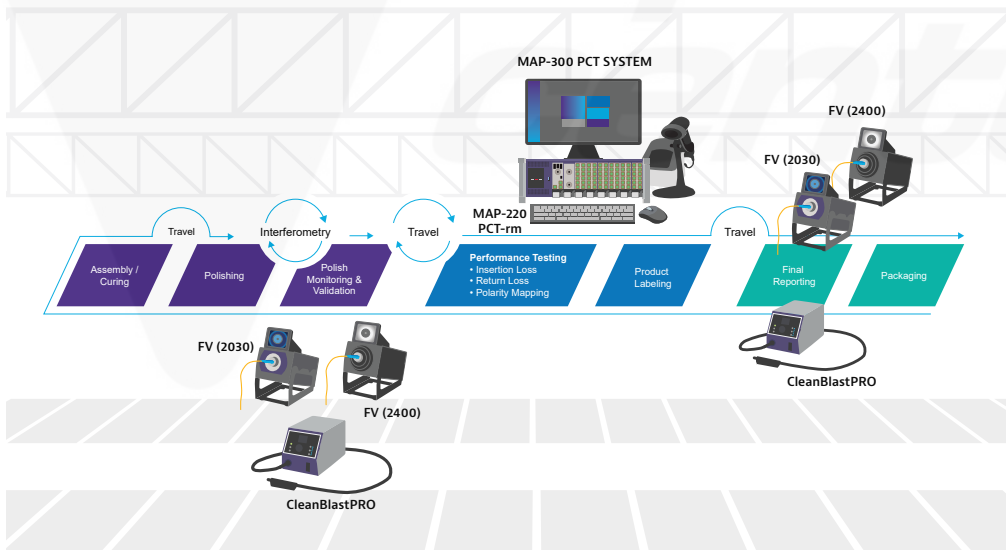 MAP-300 PCT SYSTEM
FV (2400)
FV (2030)
MAP-220
PCT-rm
Travel
Interferometry
Travel
Travel
Assembly /
Curing
Polishing
Polish
Monitoring &
Validation
Performance Testing
• Insertion Loss
• Return Loss
• Polarity Mapping
Product
Labeling
Final
Reporting
Packaging
FV (2030)
FV (2400)
CleanBlastPRO
CleanBlastPRO